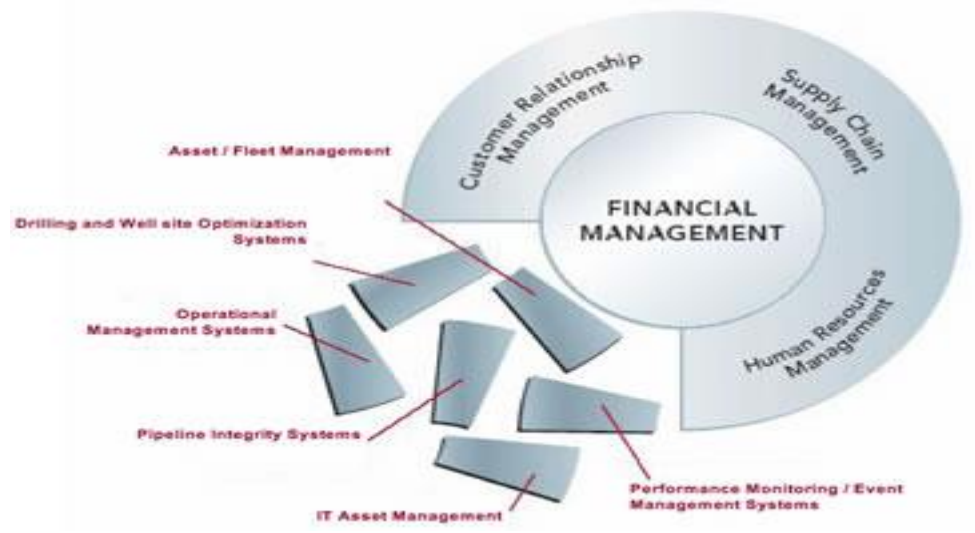 Customer Relationship
Management
Supply Chain
Management
Asset / Fleet Management
FINANCIAL
MANAGEMENT
Drilling and Well site Optimization
Systems
Operational
Management Systems
Human Resources
Management
Pipeline Integrity Systems
Performance Monitoring / Event
Management Systems
IT Asset Management